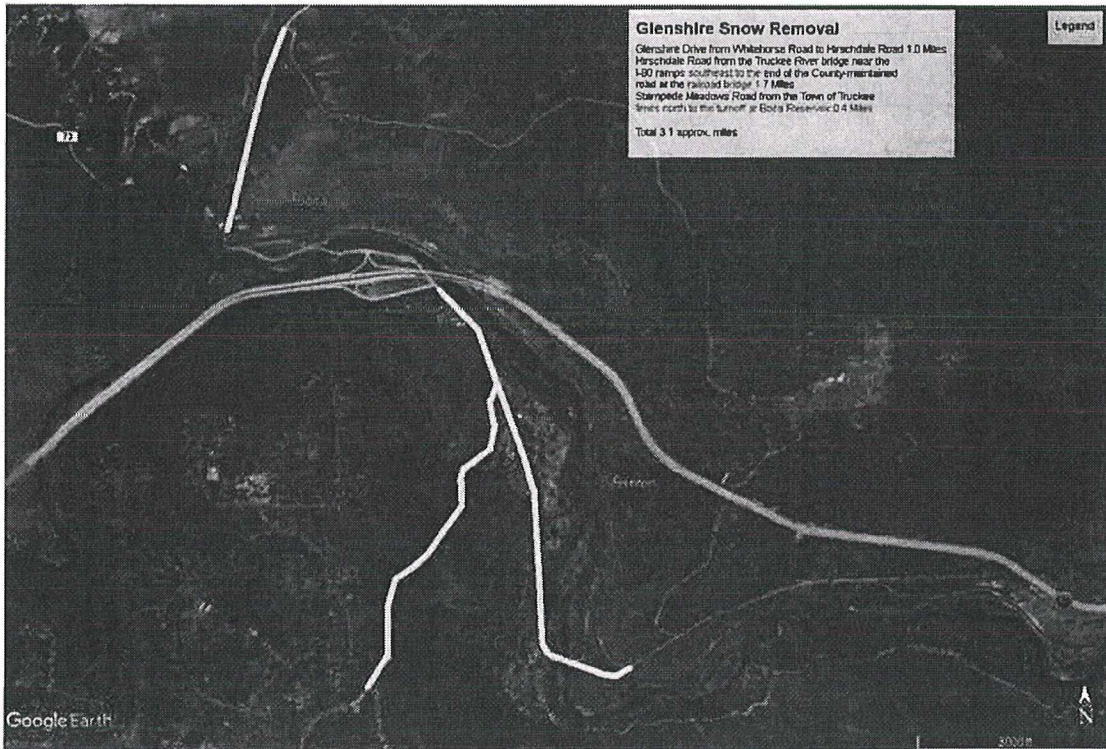 Glenshire Snow Removal
Legend
Glenshire Drive from Whitehorse Road to Hirschdale Road 1.0 Miles
Hirschdale Road from the Truckee River bridge near the
I-80 ramps southeast to the end of the County-maintained
road at the railroad bridge 1.7 Miles
Stampede Meadows Road from the Town of Truckee
limits north to the turnoff at Boca Reservoir 0.4 Miles
Total 3.1 approx. miles
Google Earth
N
3000 ft